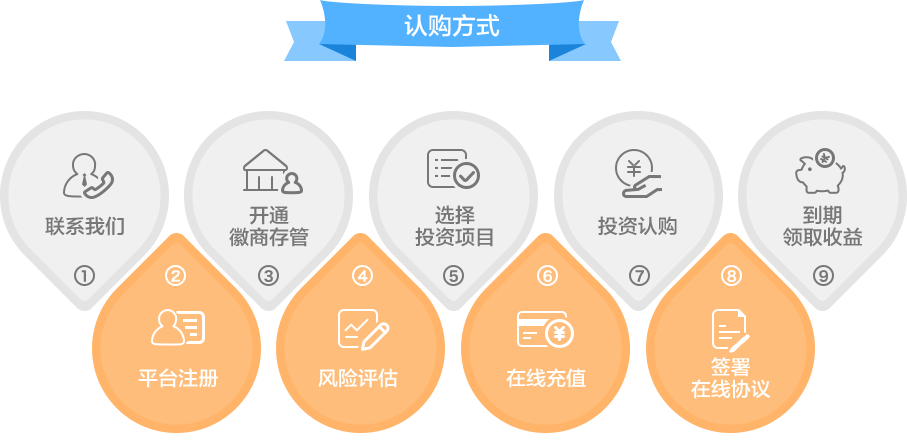 认购方式
联系我们
①
②
平台注册
开通
徽商存管
③
④
风险评估
选择
投资项目
⑤
⑥
在线充值
投资认购
⑦
⑧
签署
在线协议
到期
领取收益
⑨